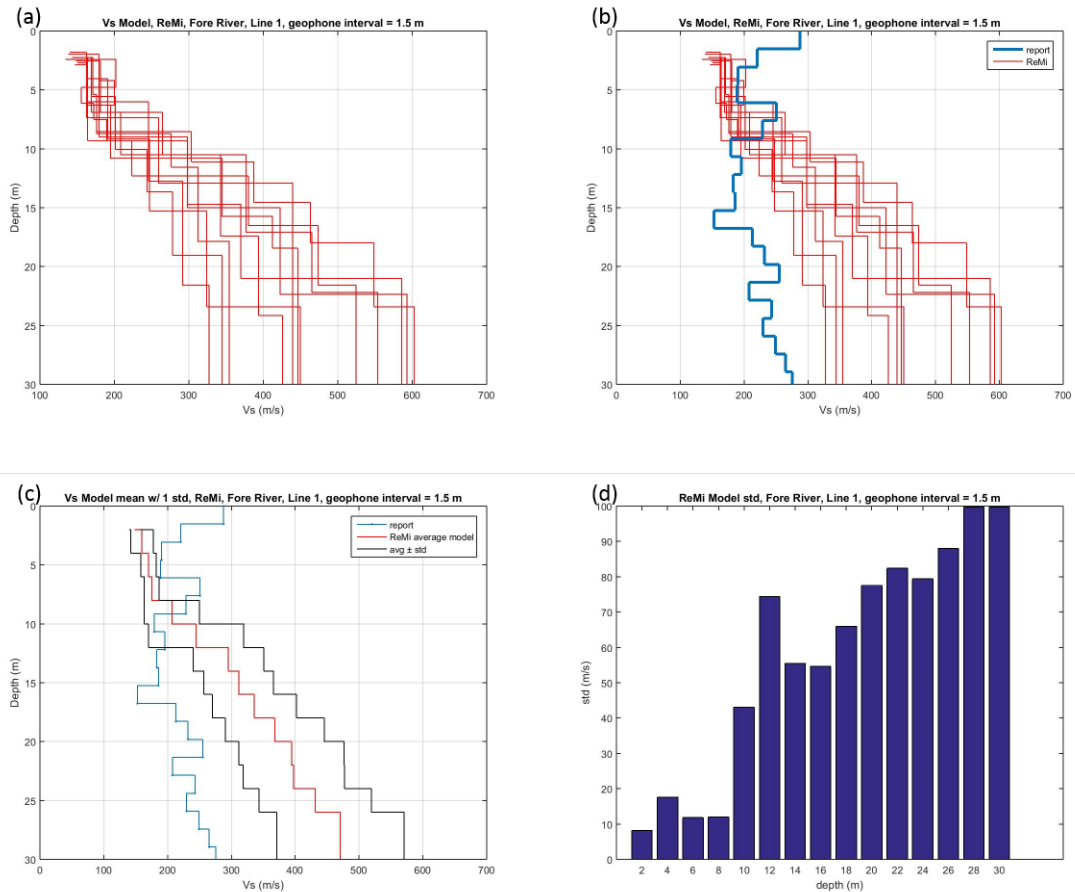 (a)
Vs Model, ReMi, Fore River, Line 1, geophone interval = 1.5 m
0
5
10
15
20
25
30
Depth (m)
100 200 300 400 500 600 700
Vs (m/s)
(b)
Vs Model, ReMi, Fore River, Line 1, geophone interval = 1.5 m
report
ReMi
0
5
10
15
20
25
30
Depth (m)
0 100 200 300 400 500 600 700
Vs (m/s)
(c)
Vs Model mean w/ 1 std, ReMi, Fore River, Line 1, geophone interval = 1.5 m
report
ReMi average model
avg ± std
0
5
10
15
20
25
30
Depth (m)
0 100 200 300 400 500 600 700
Vs (m/s)
(d)
ReMi Model std, Fore River, Line 1, geophone interval = 1.5 m
100
90
80
70
60
50
40
30
20
10
0
std (m/s)
2 4 6 8 10 12 14 16 18 20 22 24 26 28 30
depth (m)